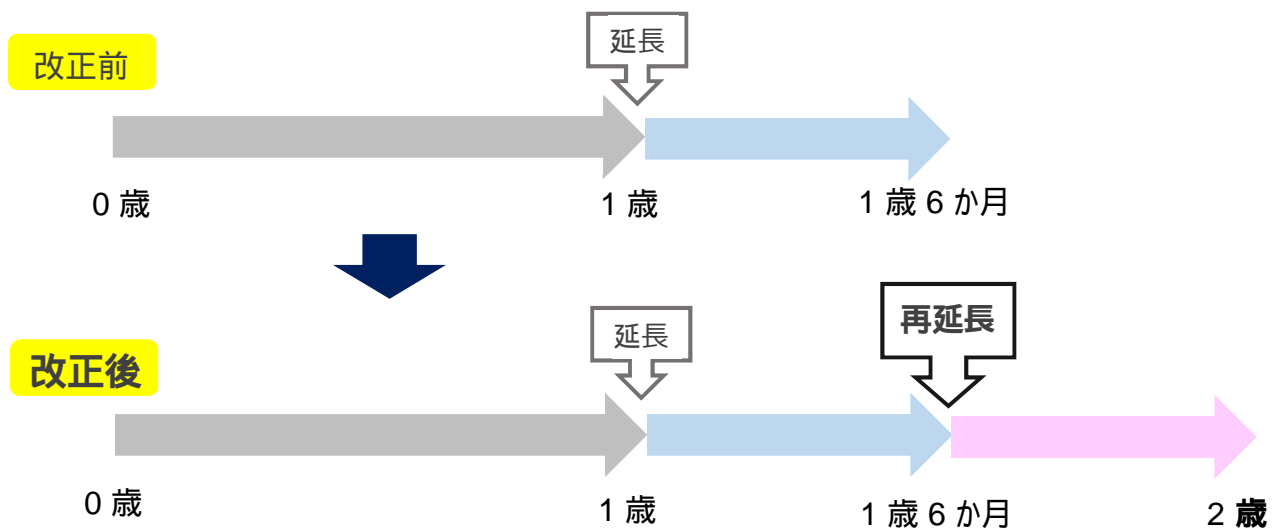 延長
改正前
0 歳
1 歳
1 歳 6 か月
延長
再延長
改正後
0 歳
1 歳
1 歳 6 か月
2 歳